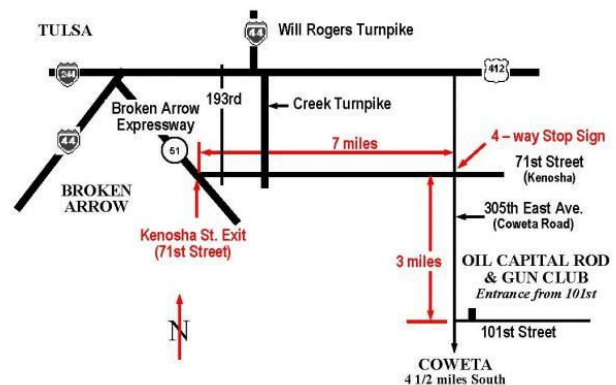 TULSA
44
Will Rogers Turnpike
244
412
193rd
Broken Arrow
Expressway
Creek Turnpike
44
51
7 miles
4 – way Stop Sign
71st Street
(Kenosha)
BROKEN
ARROW
305th East Ave.
(Coweta Road)
Kenosha St. Exit
(71st Street)
3 miles
OIL CAPITAL ROD
& GUN CLUB
Entrance from 101st
N
101st Street
COWETA
4 1/2 miles South